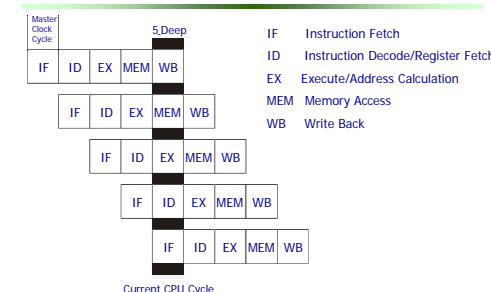 Master
Clock
Cycle
5 Deep
IF Instruction Fetch
ID Instruction Decode/Register Fetch
EX Execute/Address Calculation
MEM Memory Access
WB Write Back
IF ID EX MEM WB
IF ID EX MEM WB
IF ID EX MEM WB
IF ID EX MEM WB
IF ID EX MEM WB
Current CPU Cycle